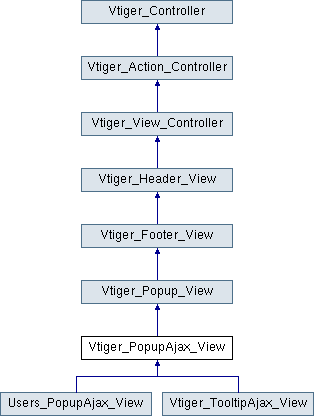 Vtiger_Controller
Vtiger_Action_Controller
Vtiger_View_Controller
Vtiger_Header_View
Vtiger_Footer_View
Vtiger_Popup_View
Vtiger_PopupAjax_View
Users_PopupAjax_View
Vtiger_TooltipAjax_View